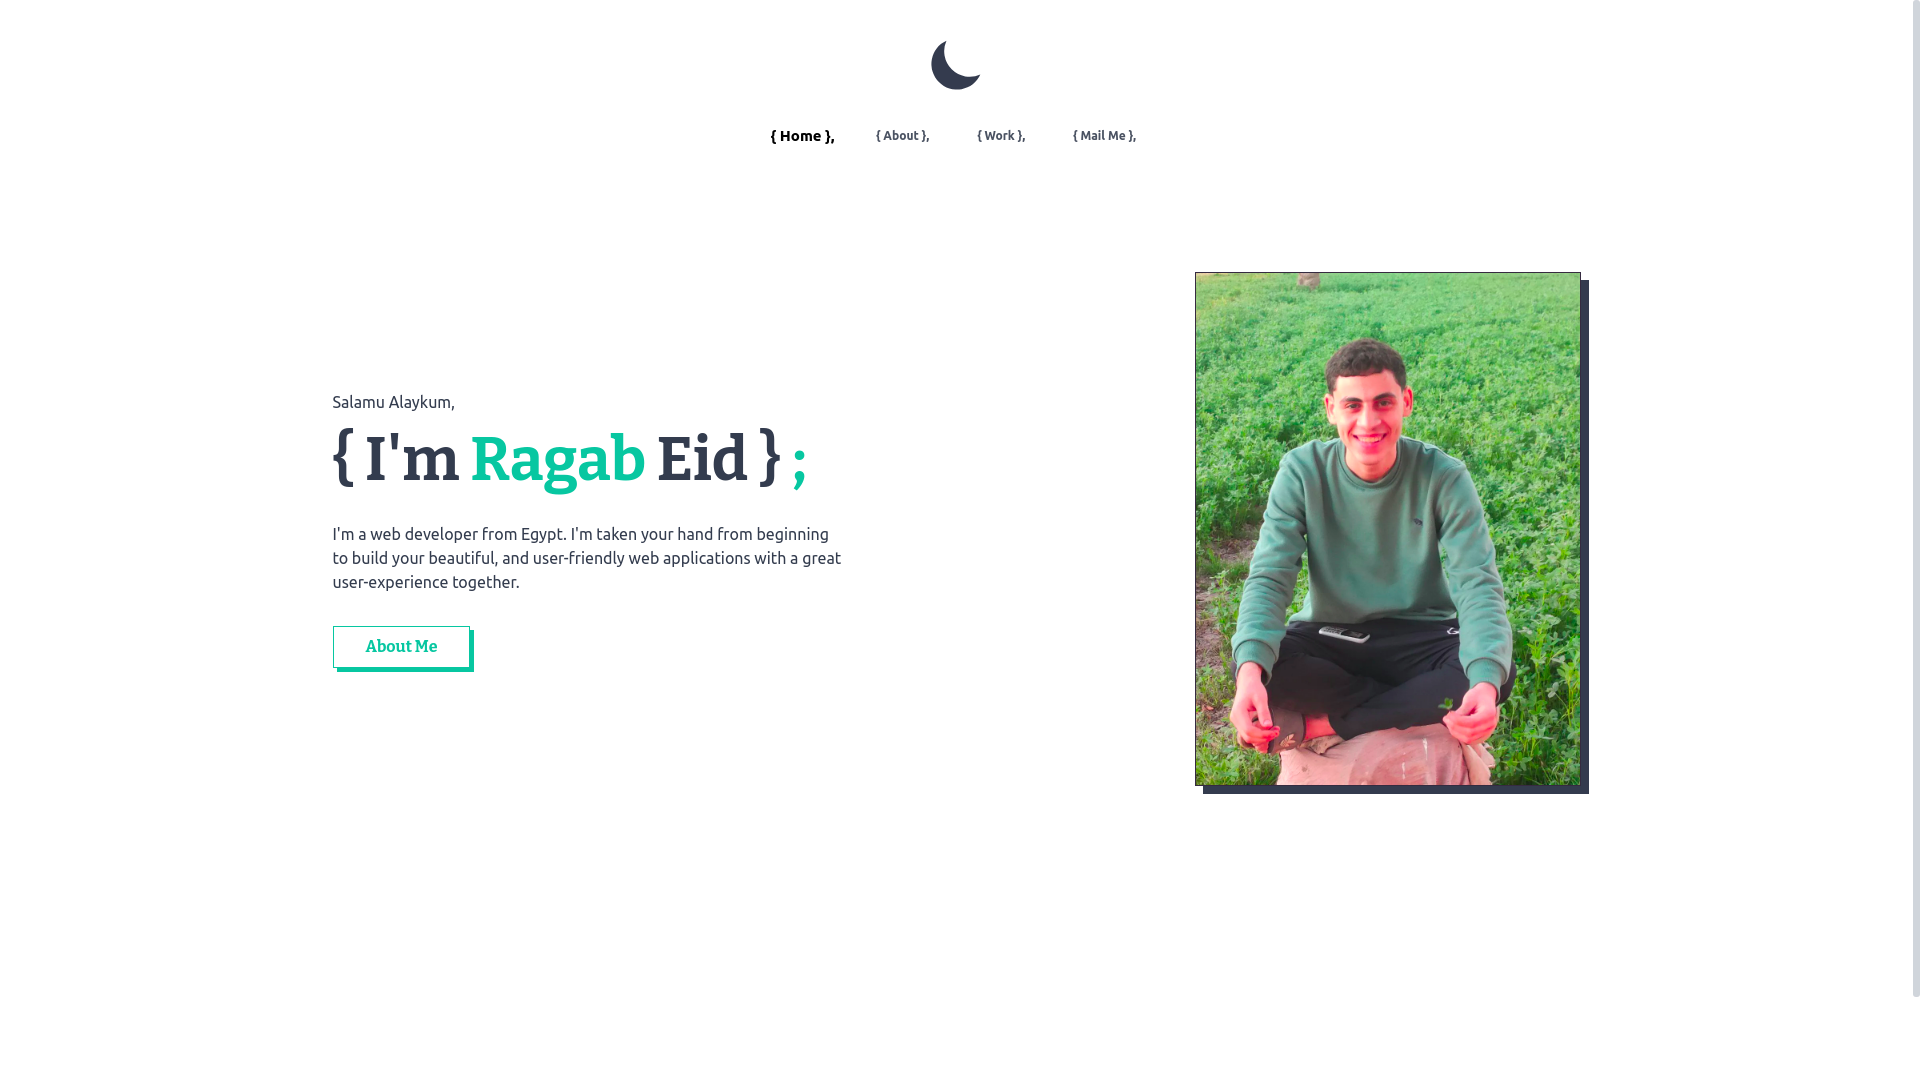 { Home }, { About }, { Work }, { Mail Me },
Salamu Alaykum,
{ I'm Ragab Eid } ;
I'm a web developer from Egypt. I'm taken your hand from beginning
to build your beautiful, and user-friendly web applications with a great
user-experience together.
About Me